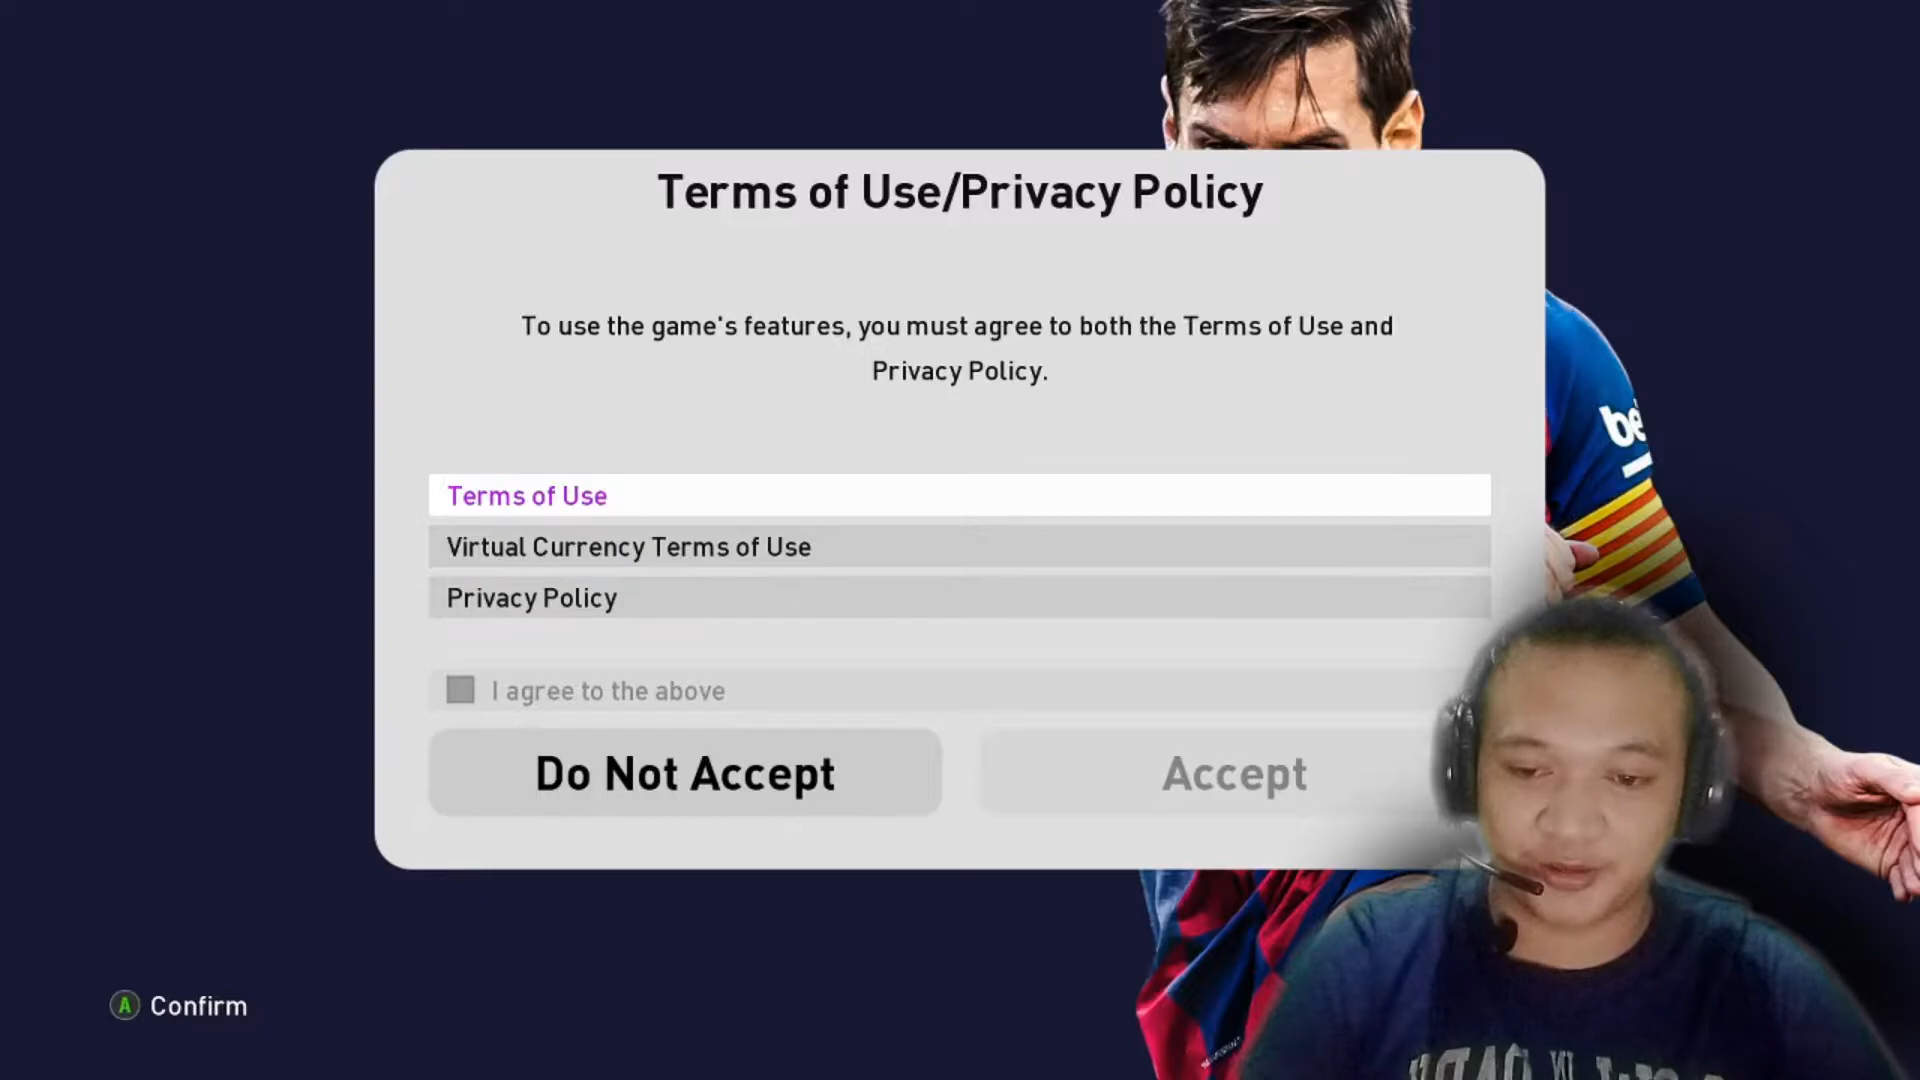 Terms of Use/Privacy Policy
To use the game's features, you must agree to both the Terms of Use and
Privacy Policy.
Terms of Use
Virtual Currency Terms of Use
Privacy Policy
I agree to the above
Do Not Accept
Accept
A Confirm